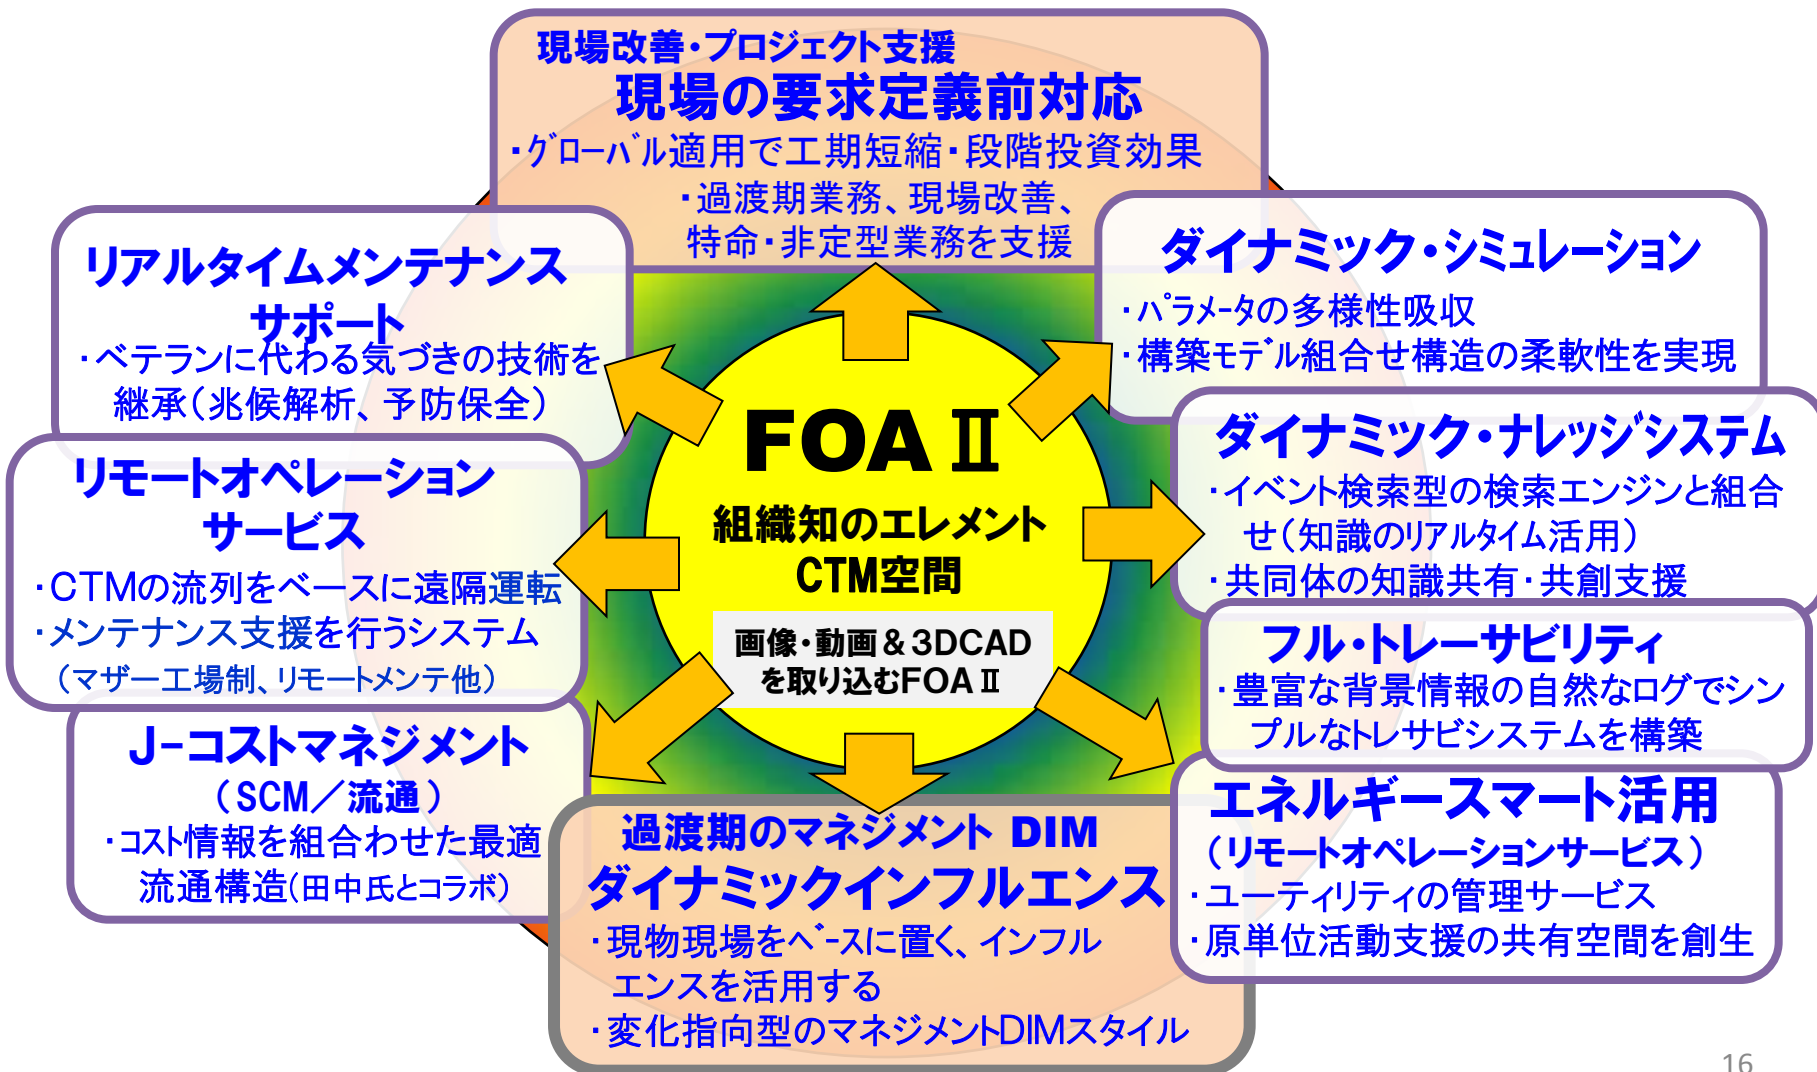 現場改善・プロジェクト支援
現場の要求定義前対応
・グローバル適用で工期短縮・段階投資効果
・過渡期業務、現場改善、
特命・非定型業務を支援
リアルタイムメンテナンス
サポート
・ベテランに代わる気づきの技術を
継承(兆候解析、予防保全)
リモートオペレーション
サービス
・CTMの流列をベースに遠隔運転
・メンテナンス支援を行うシステム
(マザー工場制、リモートメンテ他)
J-コストマネジメント
(SCM/流通)
・コスト情報を組合わせた最適
流通構造(田中氏とコラボ)
FOAⅡ
組織知のエレメント
CTM空間
画像・動画&3DCAD
を取り込むFOAⅡ
ダイナミック・シミュレーション
・パラメータの多様性吸収
・構築モデル組合せ構造の柔軟性を実現
ダイナミック・ナレッジシステム
・イベント検索型の検索エンジンと組合
せ(知識のリアルタイム活用)
・共同体の知識共有・共創支援
フル・トレーサビリティ
・豊富な背景情報の自然なログでシン
プルなトレサビシステムを構築
エネルギースマート活用
(リモートオペレーションサービス)
・ユーティリティの管理サービス
・原単位活動支援の共有空間を創生
過渡期のマネジメント DIM
ダイナミックインフルエンス
・現物現場をベースに置く、インフル
エンスを活用する
・変化指向型のマネジメントDIMスタイル
16